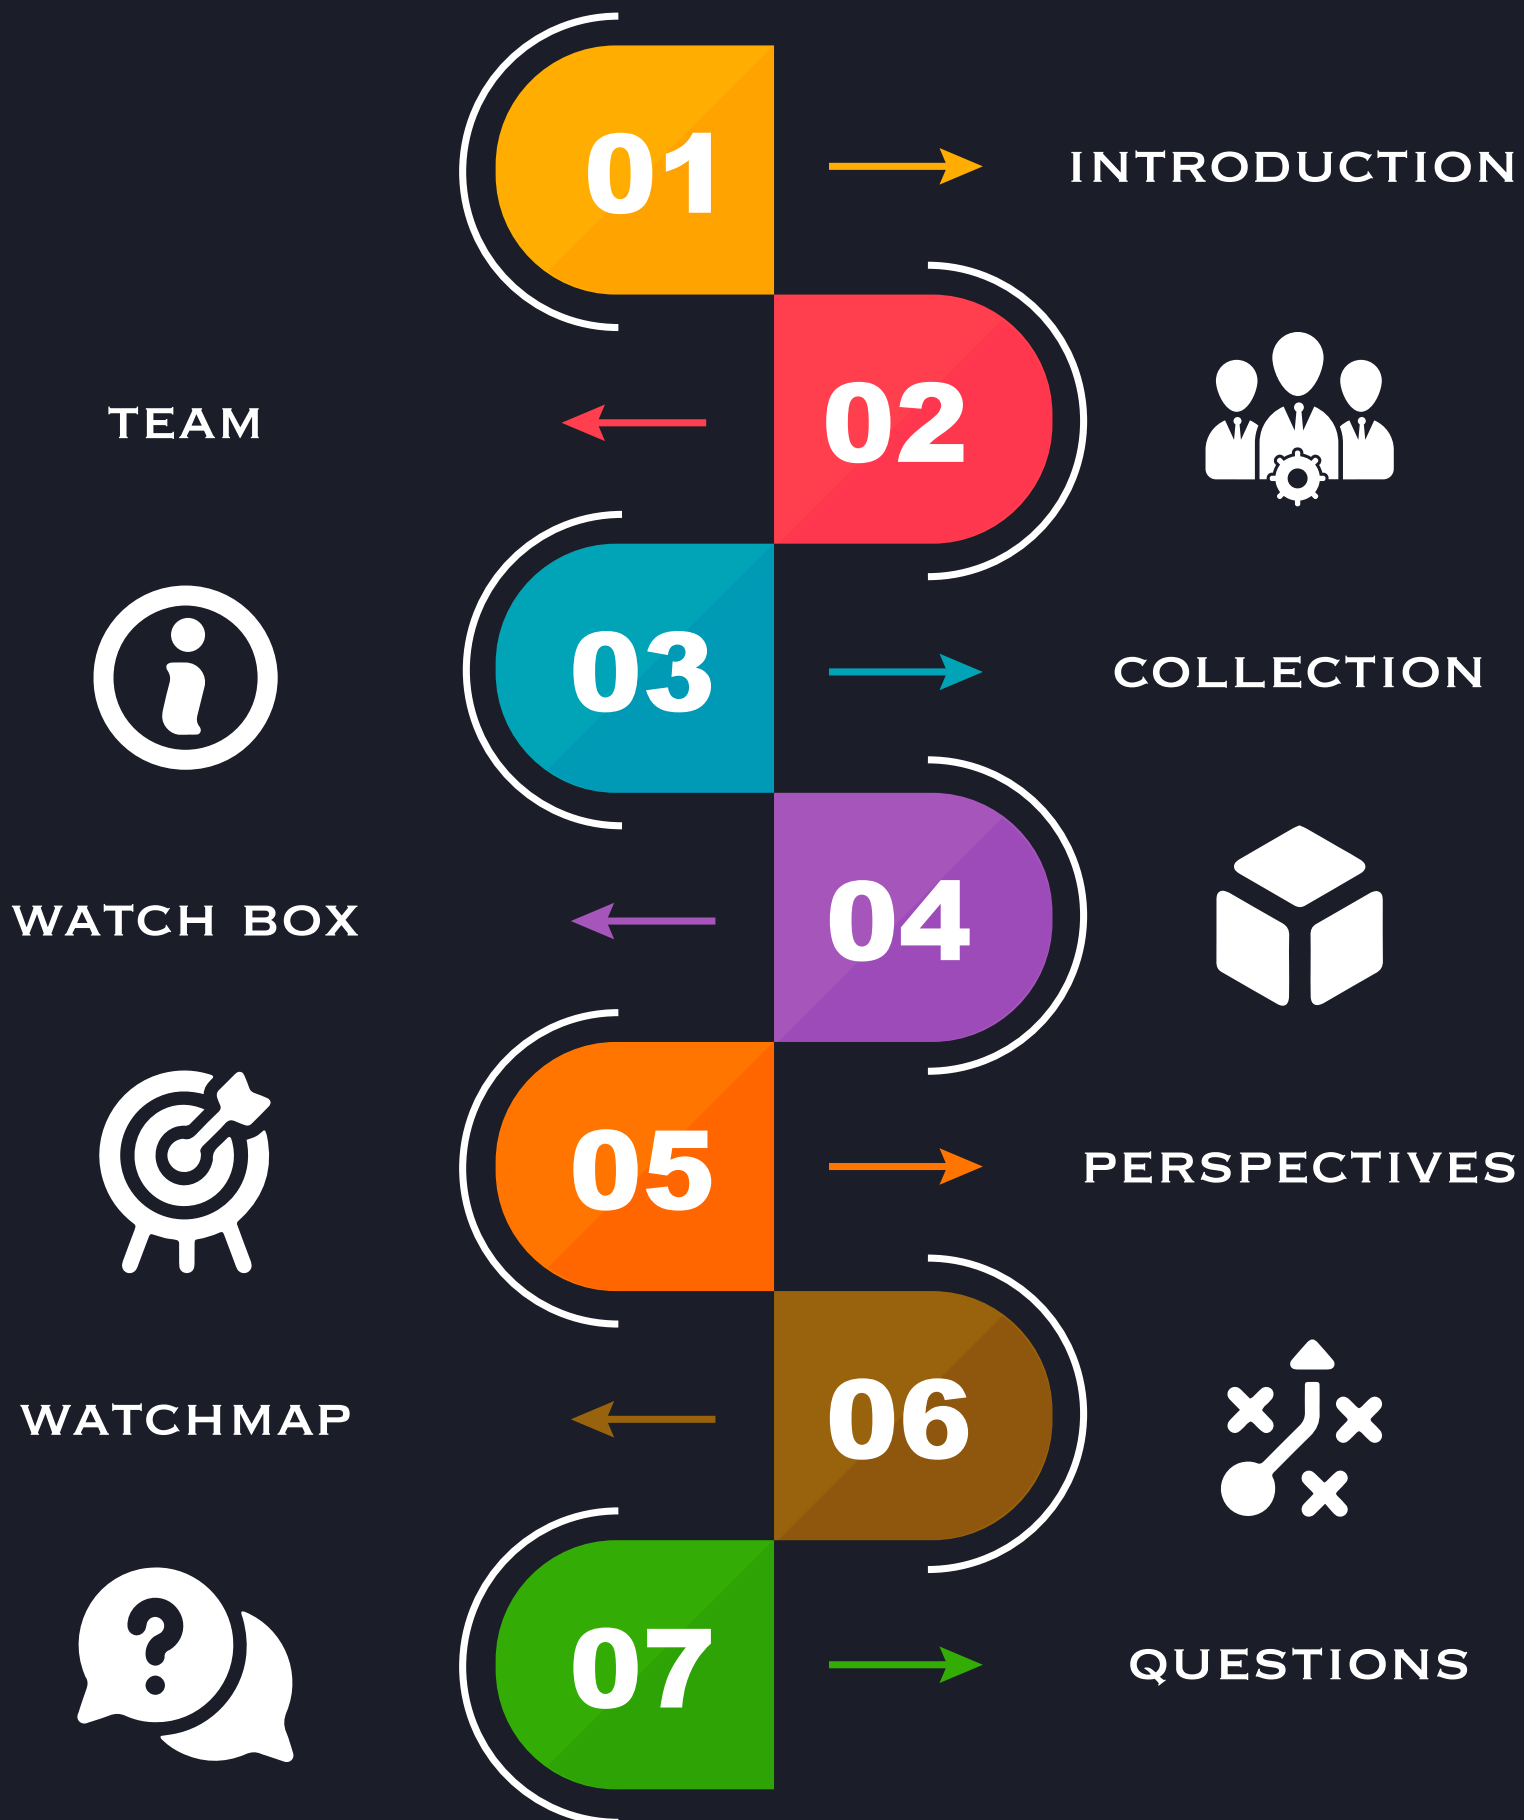 01
INTRODUCTION
TEAM
02
03
COLLECTION
WATCH BOX
04
05
PERSPECTIVES
WATCHMAP
06
?
07
QUESTIONS